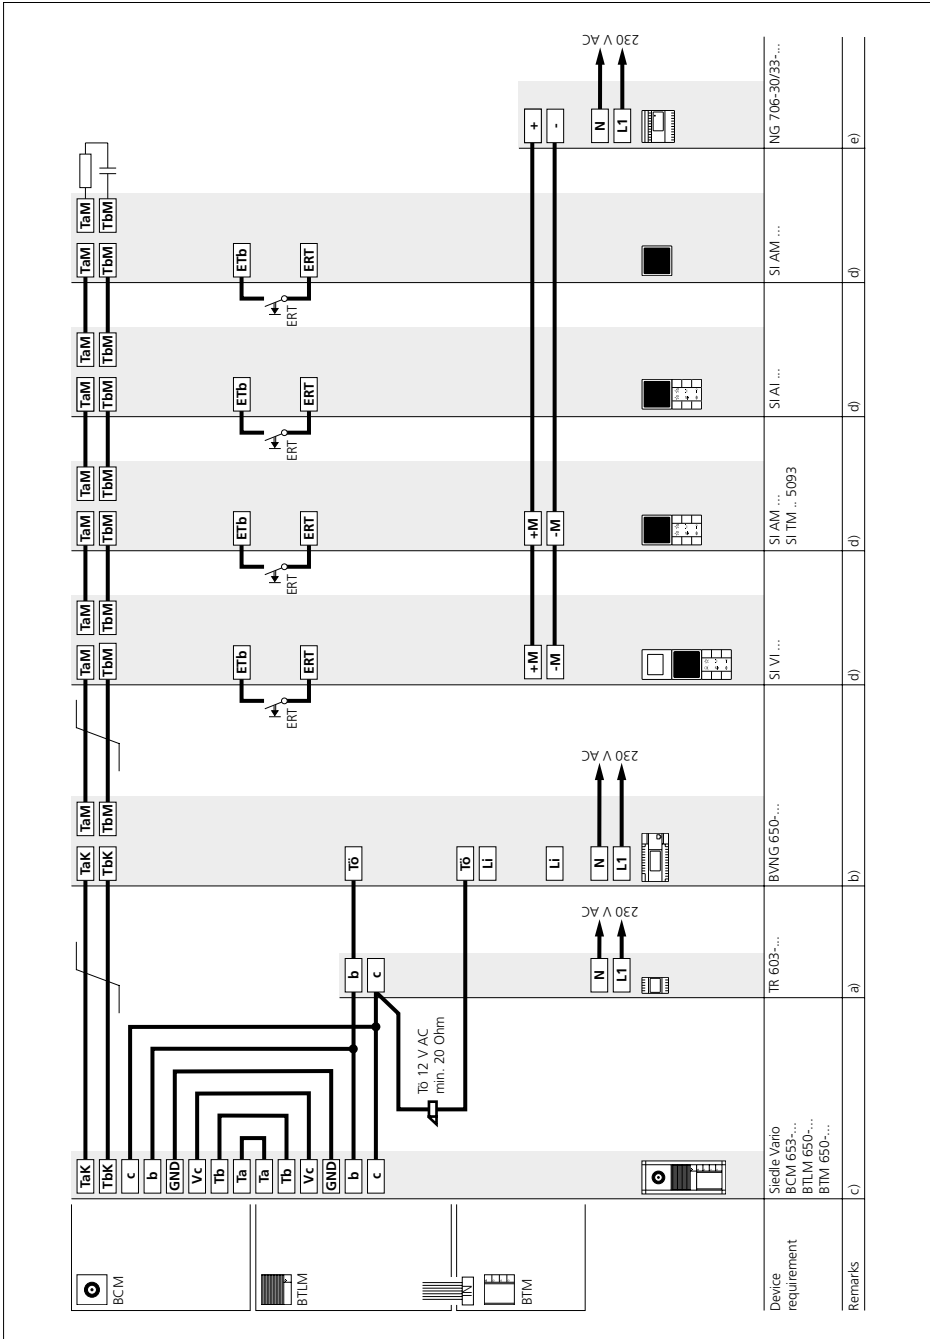 TaK TaK TaM TaM TaM TaM TaM TaM TaM TaM TaM
TbK TbK TbM TbM TbM TbM TbM TbM TbM TbM TbM
BCM
c
b
GND
Vc
Tb
Ta ETb ETb ETb ETb
Ta
Tb
ERT ERT ERT ERT
BTLM
Vc ERT ERT ERT ERT
GND
b b Tö
c c
Tö 12 V AC
min. 20 Ohm
IN Tö
Li
BTM
+M +M +
Li -M -M -
N N N
L1 L1 L1
230 V AC 230 V AC 230 V AC
Device
requirement
Siedle Vario
BCM 653-...
BTLM 650-...
BTM 650-...
TR 603-...
BVNG 650-...
SI VI ...
SI AM ...
SI TM .. 5093
SI AI ...
SI AM ...
NG 706-30/33-...
Remarks c) a) b) d) d) d) d) e)